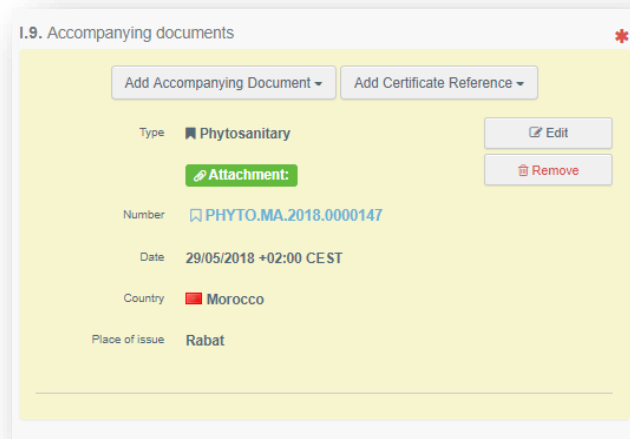 I.9. Accompanying documents *
Add Accompanying Document Add Certificate Reference
Type Phytosanitary Edit
Attachment: Remove
Number PHYTO.MA.2018.0000147
Date 29/05/2018 +02:00 CEST
Country Morocco
Place of issue Rabat